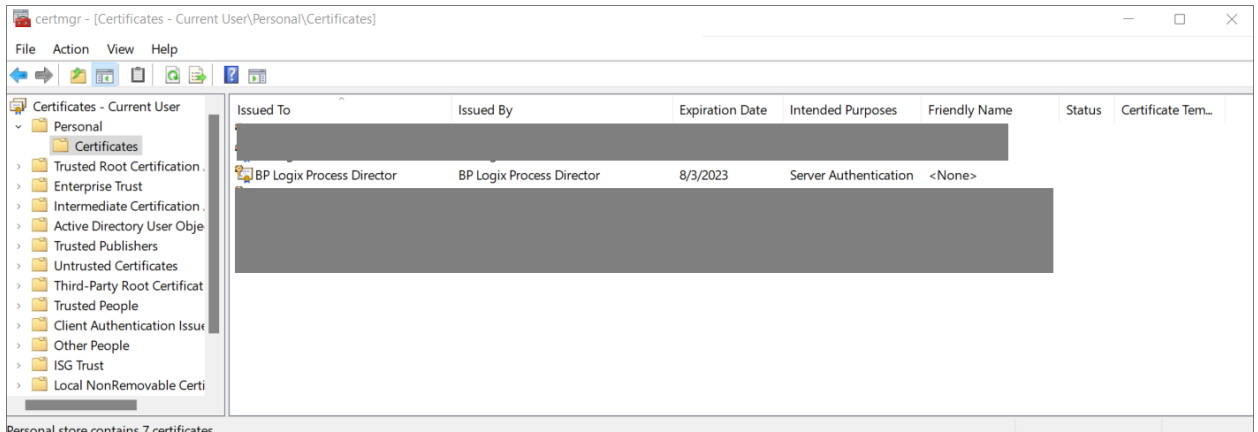 certmgr - [Certificates - Current User\Personal\Certificates]
File Action View Help
Certificates - Current User
Personal
Certificates
Trusted Root Certification .
Enterprise Trust
Intermediate Certification .
Active Directory User Obje
Trusted Publishers
Untrusted Certificates
Third-Party Root Certificat
Trusted People
Client Authentication Issue
Other People
ISG Trust
Local NonRemovable Certi
Issued To Issued By Expiration Date Intended Purposes Friendly Name Status Certificate Tem...
BP Logix Process Director BP Logix Process Director 8/3/2023 Server Authentication <None>
Personal store contains 7 certificates